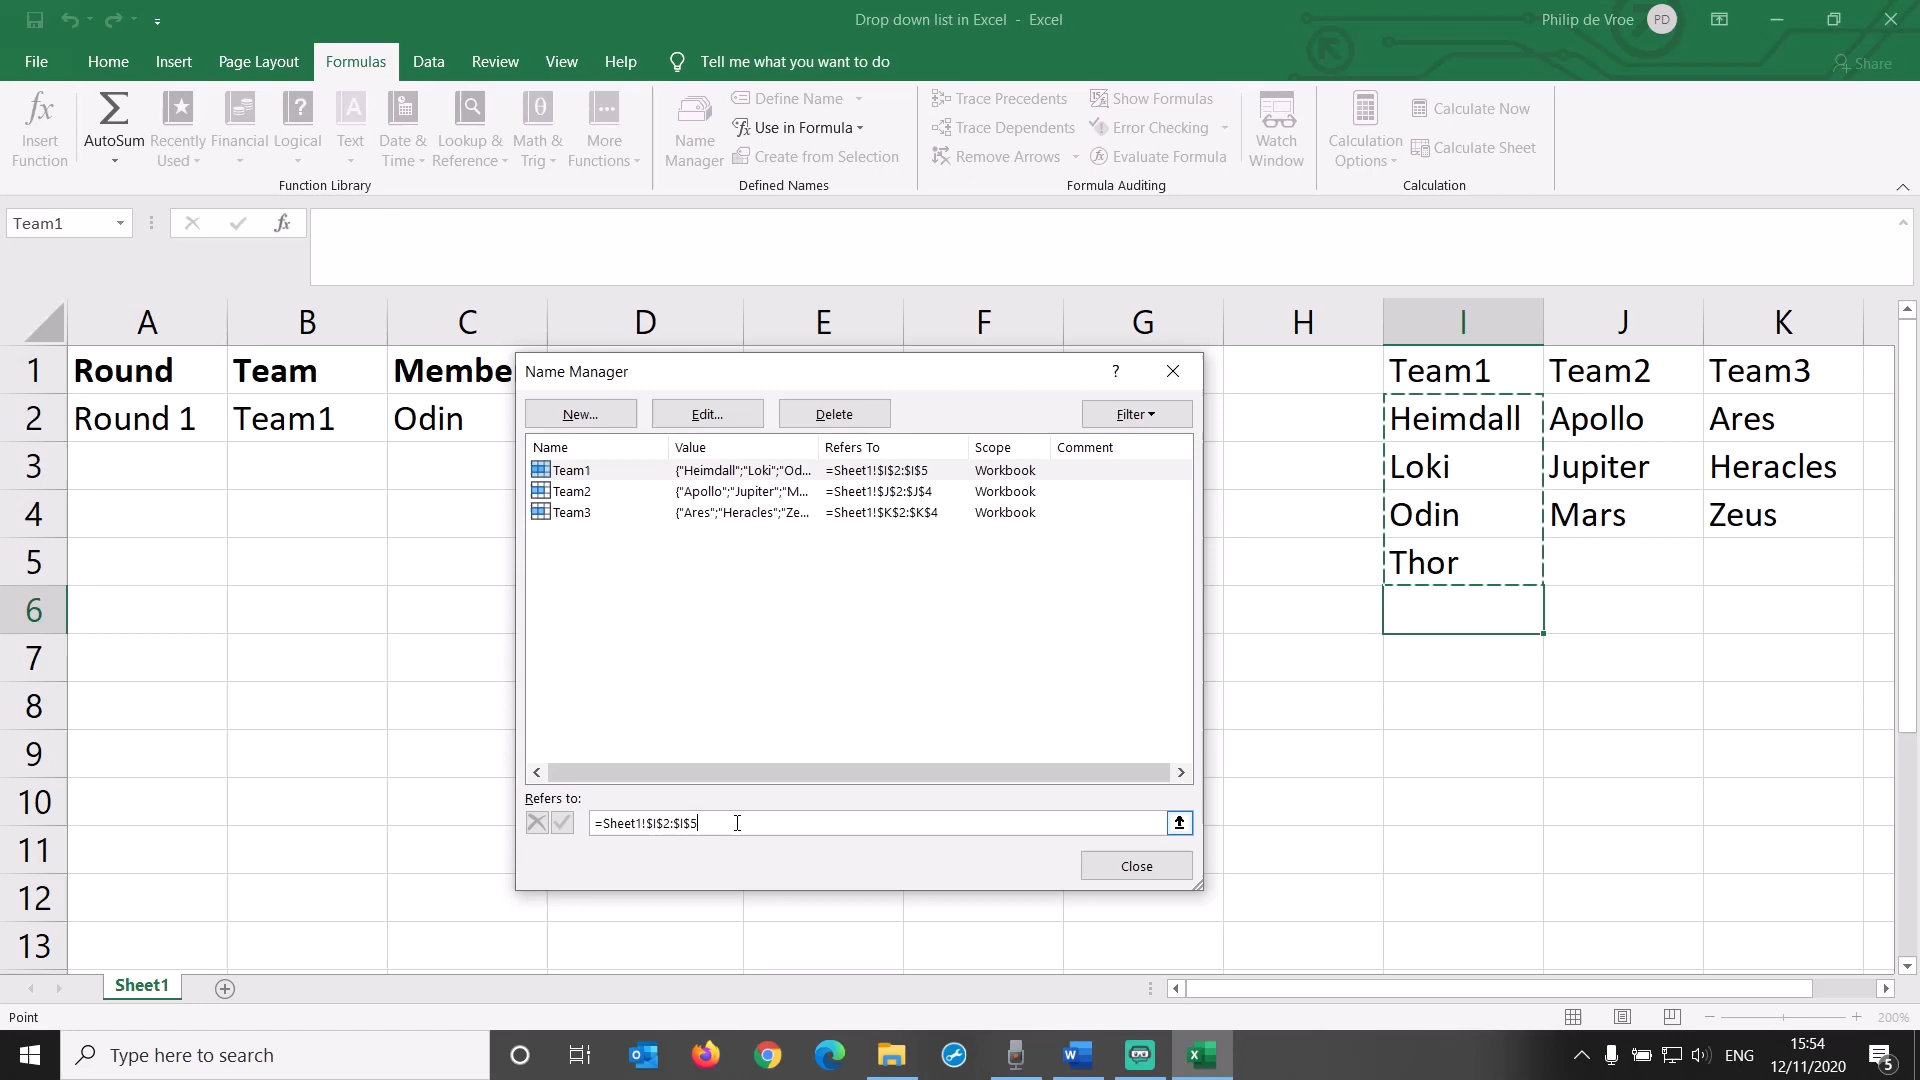 Drop down list in Excel - Excel
Philip de Vroe PD
File Home Insert Page Layout Formulas Data Review View Help Tell me what you want to do Share
Insert Function
AutoSum
Recently Used
Financial
Logical
Text
Date & Time
Lookup & Reference
Math & Trig
More Functions
Function Library
Name Manager
Define Name
Use in Formula
Create from Selection
Defined Names
Trace Precedents
Trace Dependents
Remove Arrows
Show Formulas
Error Checking
Evaluate Formula
Formula Auditing
Watch Window
Calculation Options
Calculate Now
Calculate Sheet
Calculation
Team1 fx
A B C D E F G H I J K
1 Round Team Membe Team1 Team2 Team3
2 Round 1 Team1 Odin Heimdall Apollo Ares
3 Loki Jupiter Heracles
4 Odin Mars Zeus
5 Thor
6
7
8
9
10
11
12
13
Name Manager ?
New... Edit... Delete Filter
Name Value Refers To Scope Comment
Team1 {"Heimdall";"Loki";"Od... =Sheet1!$I$2:$I$5 Workbook
Team2 {"Apollo";"Jupiter";"M... =Sheet1!$J$2:$J$4 Workbook
Team3 {"Ares";"Heracles";"Ze... =Sheet1!$K$2:$K$4 Workbook
Refers to:
=Sheet1!$I$2:$I$5
Close
Sheet1
Point 200%
Type here to search
ENG
15:54
12/11/2020
5